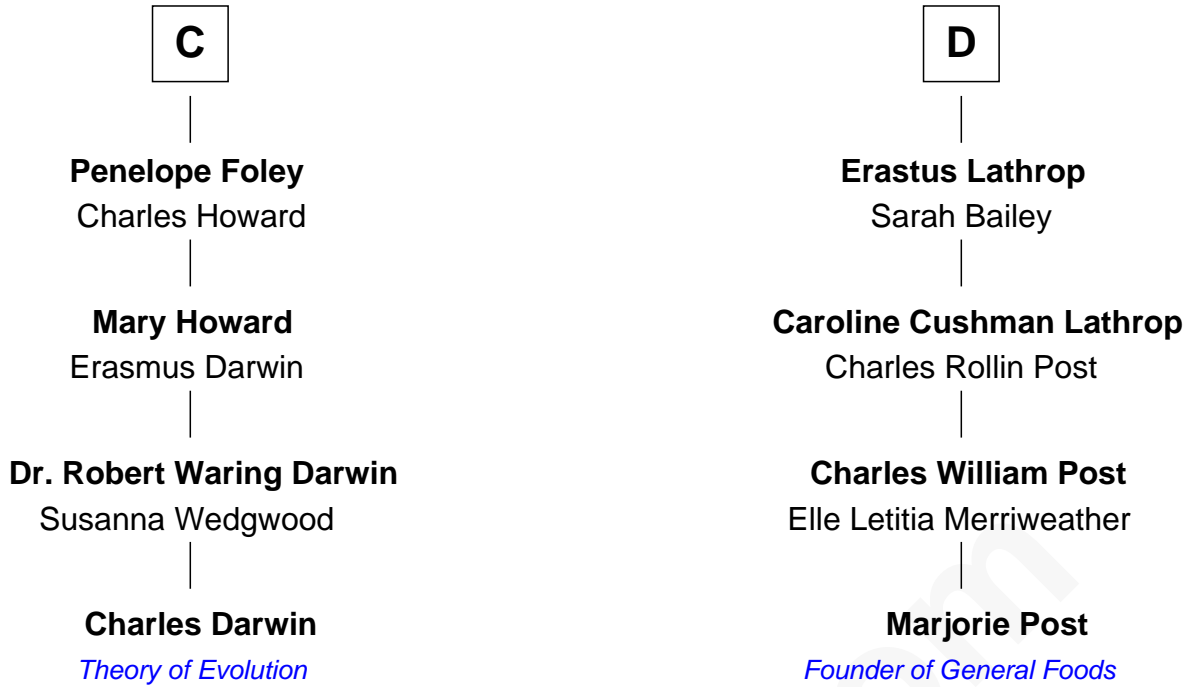 C
Penelope Foley
Charles Howard
Mary Howard
Erasmus Darwin
Dr. Robert Waring Darwin
Susanna Wedgwood
Charles Darwin
Theory of Evolution
D
Erastus Lathrop
Sarah Bailey
Caroline Cushman Lathrop
Charles Rollin Post
Charles William Post
Elle Letitia Merriweather
Marjorie Post
Founder of General Foods